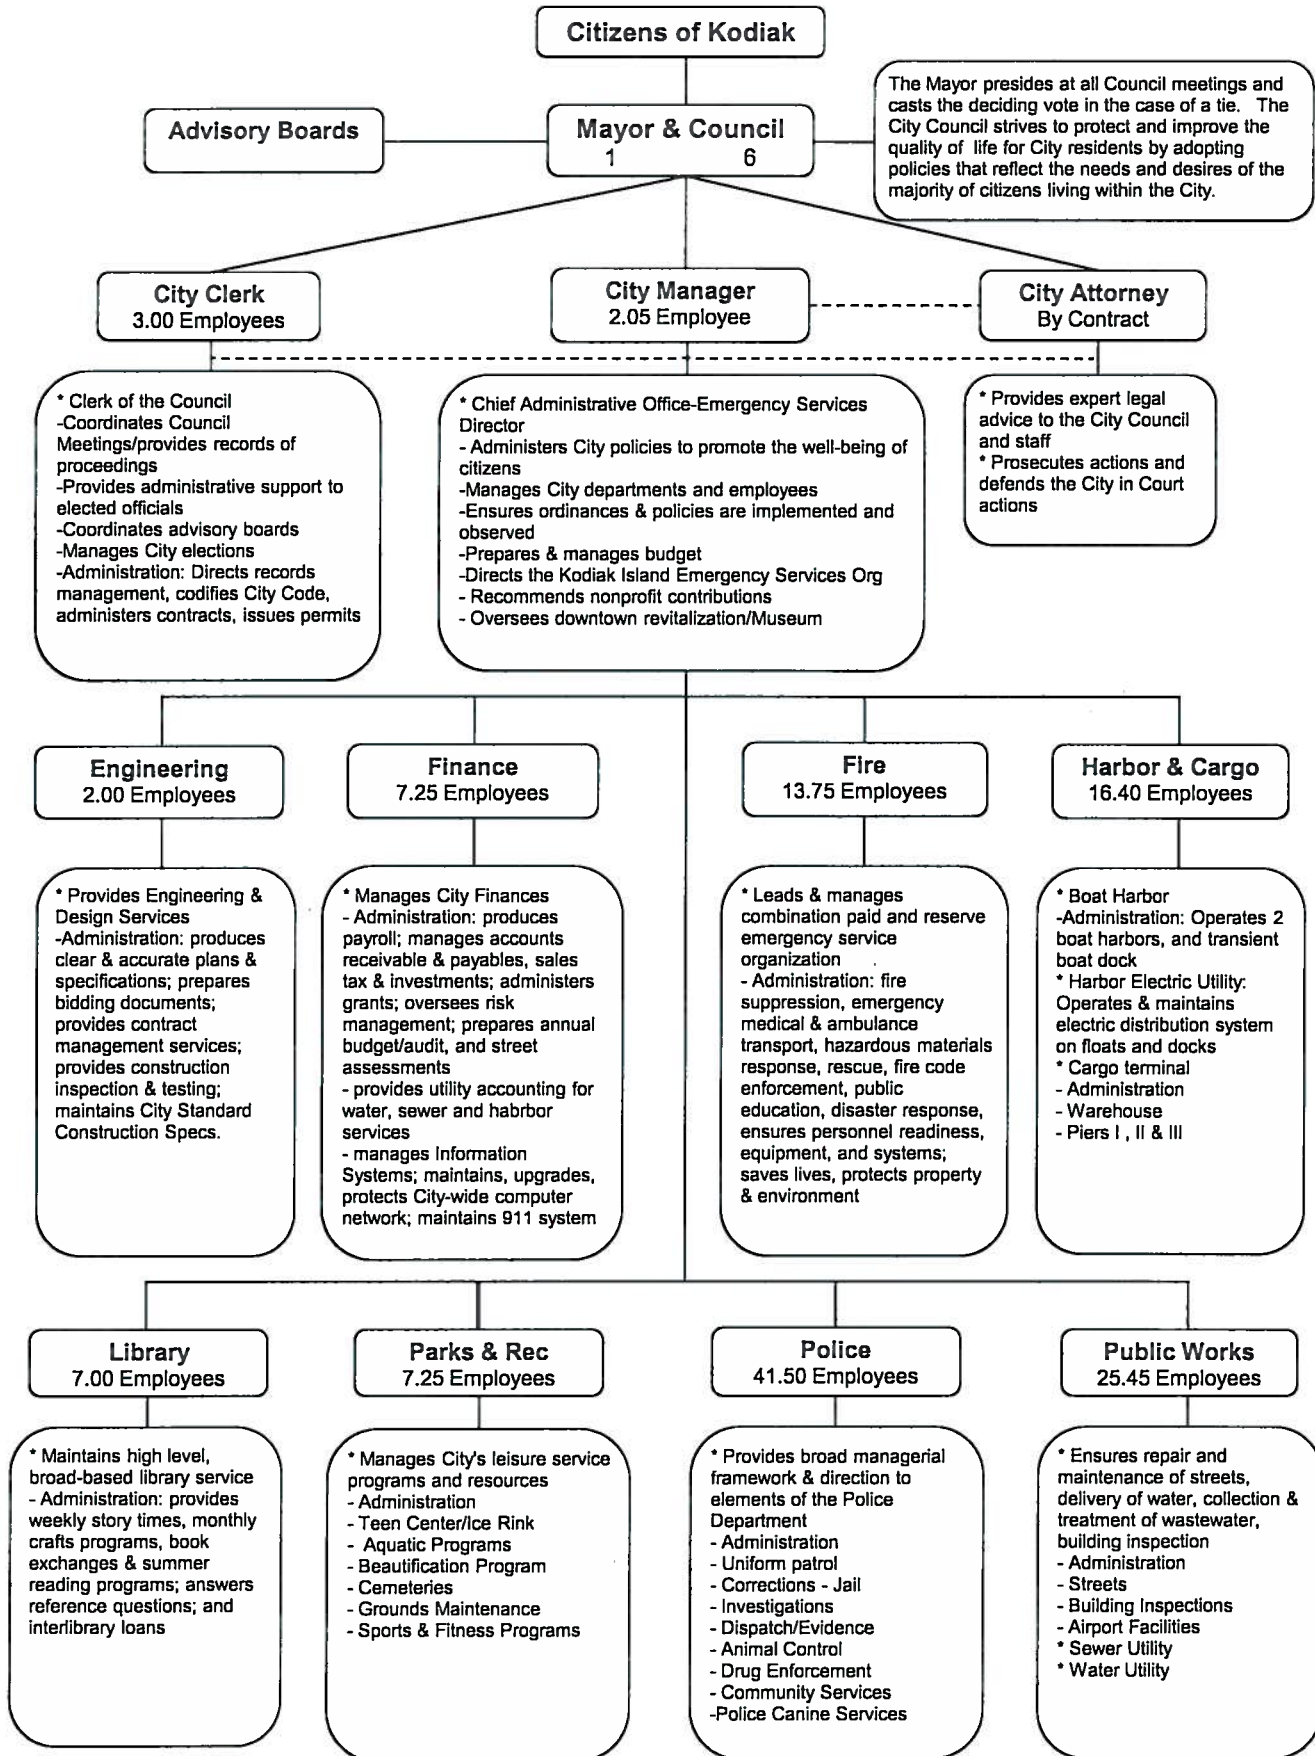 Citizens of Kodiak
Advisory Boards
Mayor & Council
1 6
The Mayor presides at all Council meetings and
casts the deciding vote in the case of a tie. The
City Council strives to protect and improve the
quality of life for City residents by adopting
policies that reflect the needs and desires of the
majority of citizens living within the City.
City Clerk
3.00 Employees
City Manager
2.05 Employee
City Attorney
By Contract
* Clerk of the Council
-Coordinates Council
Meetings/provides records of
proceedings
-Provides administrative support to
elected officials
-Coordinates advisory boards
-Manages City elections
-Administration: Directs records
management, codifies City Code,
administers contracts, issues permits
* Chief Administrative Office-Emergency Services
Director
- Administers City policies to promote the well-being of
citizens
-Manages City departments and employees
-Ensures ordinances & policies are implemented and
observed
-Prepares & manages budget
-Directs the Kodiak Island Emergency Services Org
- Recommends nonprofit contributions
- Oversees downtown revitalization/Museum
* Provides expert legal
advice to the City Council
and staff
* Prosecutes actions and
defends the City in Court
actions
Engineering
2.00 Employees
Finance
7.25 Employees
Fire
13.75 Employees
Harbor & Cargo
16.40 Employees
* Provides Engineering &
Design Services
-Administration: produces
clear & accurate plans &
specifications; prepares
bidding documents;
provides contract
management services;
provides construction
inspection & testing;
maintains City Standard
Construction Specs.
* Manages City Finances
- Administration: produces
payroll; manages accounts
receivable & payables, sales
tax & investments; administers
grants; oversees risk
management; prepares annual
budget/audit, and street
assessments
- provides utility accounting for
water, sewer and habrbor
services
- manages Information
Systems; maintains, upgrades,
protects City-wide computer
network; maintains 911 system
* Leads & manages
combination paid and reserve
emergency service
organization
- Administration: fire
suppression, emergency
medical & ambulance
transport, hazardous materials
response, rescue, fire code
enforcement, public
education, disaster response,
ensures personnel readiness,
equipment, and systems;
saves lives, protects property
& environment
* Boat Harbor
-Administration: Operates 2
boat harbors, and transient
boat dock
* Harbor Electric Utility:
Operates & maintains
electric distribution system
on floats and docks
* Cargo terminal
- Administration
- Warehouse
- Piers I , II & III
Library
7.00 Employees
Parks & Rec
7.25 Employees
Police
41.50 Employees
Public Works
25.45 Employees
* Maintains high level,
broad-based library service
- Administration: provides
weekly story times, monthly
crafts programs, book
exchanges & summer
reading programs; answers
reference questions; and
interlibrary loans
* Manages City's leisure service
programs and resources
- Administration
- Teen Center/Ice Rink
- Aquatic Programs
- Beautification Program
- Cemeteries
- Grounds Maintenance
- Sports & Fitness Programs
* Provides broad managerial
framework & direction to
elements of the Police
Department
- Administration
- Uniform patrol
- Corrections - Jail
- Investigations
- Dispatch/Evidence
- Animal Control
- Drug Enforcement
- Community Services
-Police Canine Services
* Ensures repair and
maintenance of streets,
delivery of water, collection &
treatment of wastewater,
building inspection
- Administration
- Streets
- Building Inspections
- Airport Facilities
* Sewer Utility
* Water Utility